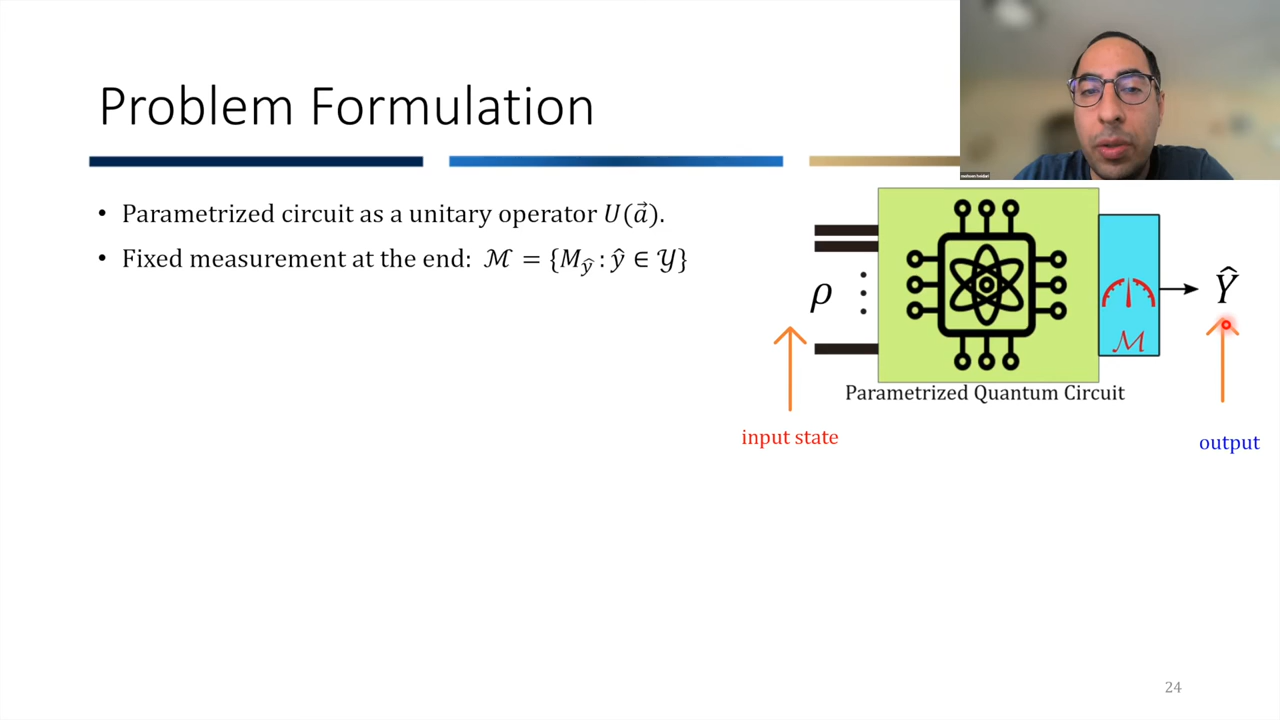 Problem Formulation
• Parametrized circuit as a unitary operator U(a⃗).
• Fixed measurement at the end: ℳ = {M_ŷ : ŷ ∈ 𝒴}
ρ
ℳ
Ŷ
Parametrized Quantum Circuit
input state
output
24